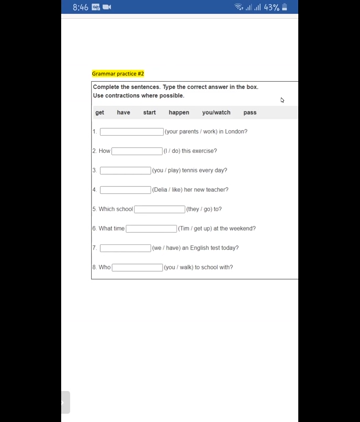 8:46 43%
Grammar practice #2
Complete the sentences. Type the correct answer in the box.
Use contractions where possible.
get have start happen you/watch pass
1. (your parents / work) in London?
2. How (I / do) this exercise?
3. (you / play) tennis every day?
4. (Delia / like) her new teacher?
5. Which school (they / go) to?
6. What time (Tim / get up) at the weekend?
7. (we / have) an English test today?
8. Who (you / walk) to school with?